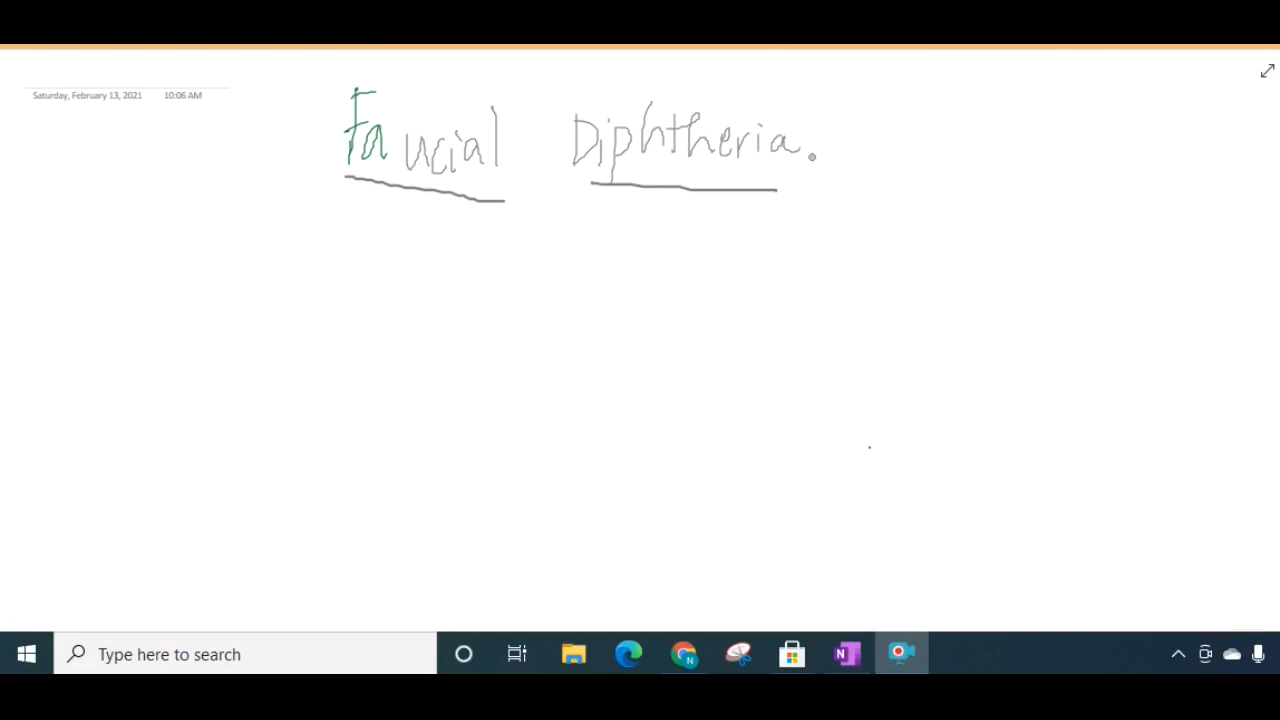 Saturday, February 13, 2021 10:06 AM
Faucial Diphtheria.
Type here to search